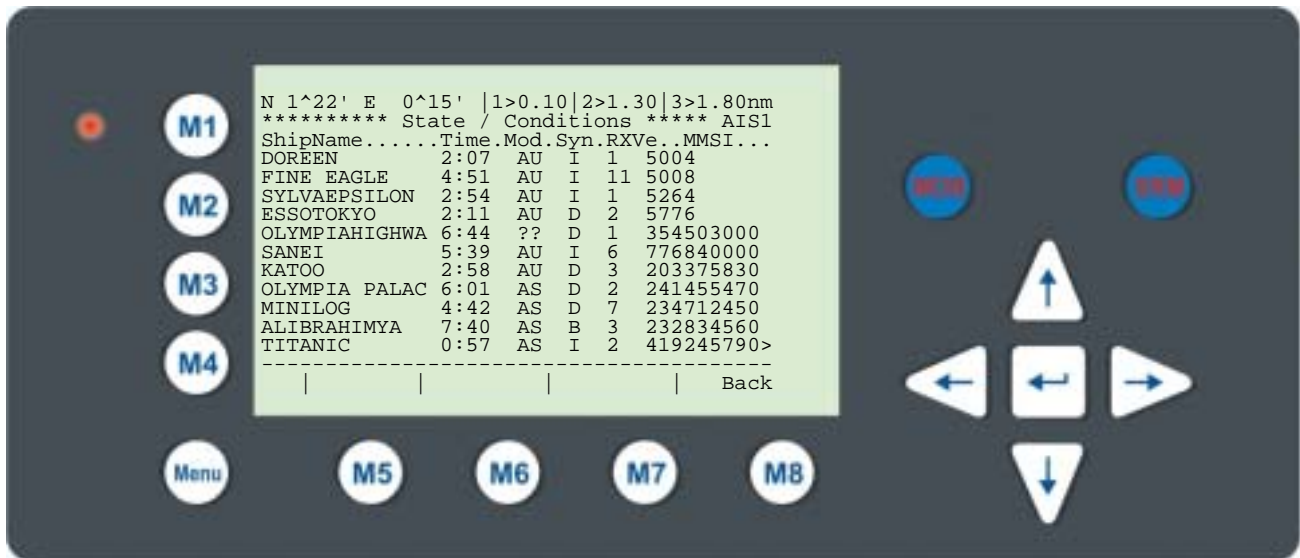 N 1^22' E 0^15' |1>0.10|2>1.30|3>1.80nm
********** State / Conditions ***** AIS1
ShipName......Time.Mod.Syn.RXVe..MMSI...
DOREEN 2:07 AU I 1 5004
FINE EAGLE 4:51 AU I 11 5008
SYLVAEPSILON 2:54 AU I 1 5264
ESSOTOKYO 2:11 AU D 2 5776
OLYMPIAHIGHWA 6:44 ?? D 1 354503000
SANEI 5:39 AU I 6 776840000
KATOO 2:58 AU D 3 203375830
OLYMPIA PALAC 6:01 AS D 2 241455470
MINILOG 4:42 AS D 7 234712450
ALIBRAHIMYA 7:40 AS B 3 232834560
TITANIC 0:57 AS I 2 419245790>
----------------------------------------
| | | | Back
M1
M2
M3
M4
Menu
M5
M6
M7
M8